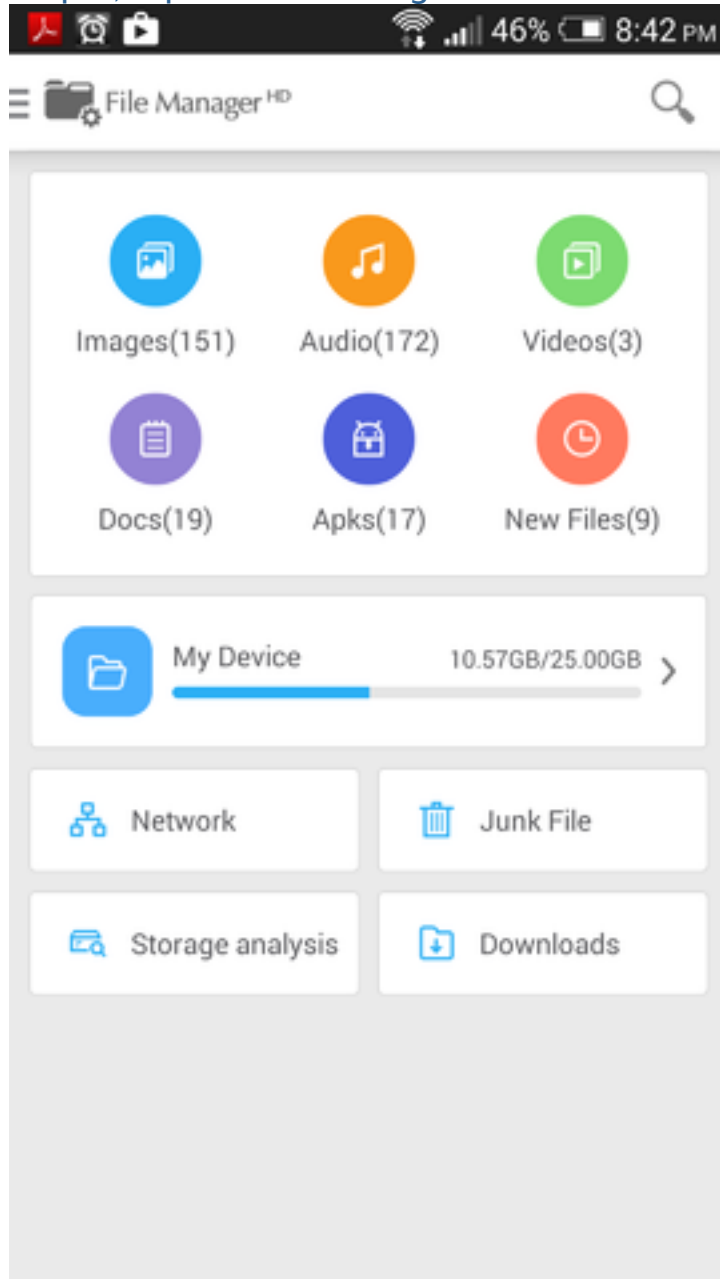 46% 8:42 PM
File Manager HD
Images(151) Audio(172) Videos(3)
Docs(19) Apks(17) New Files(9)
My Device 10.57GB/25.00GB
Network Junk File
Storage analysis Downloads